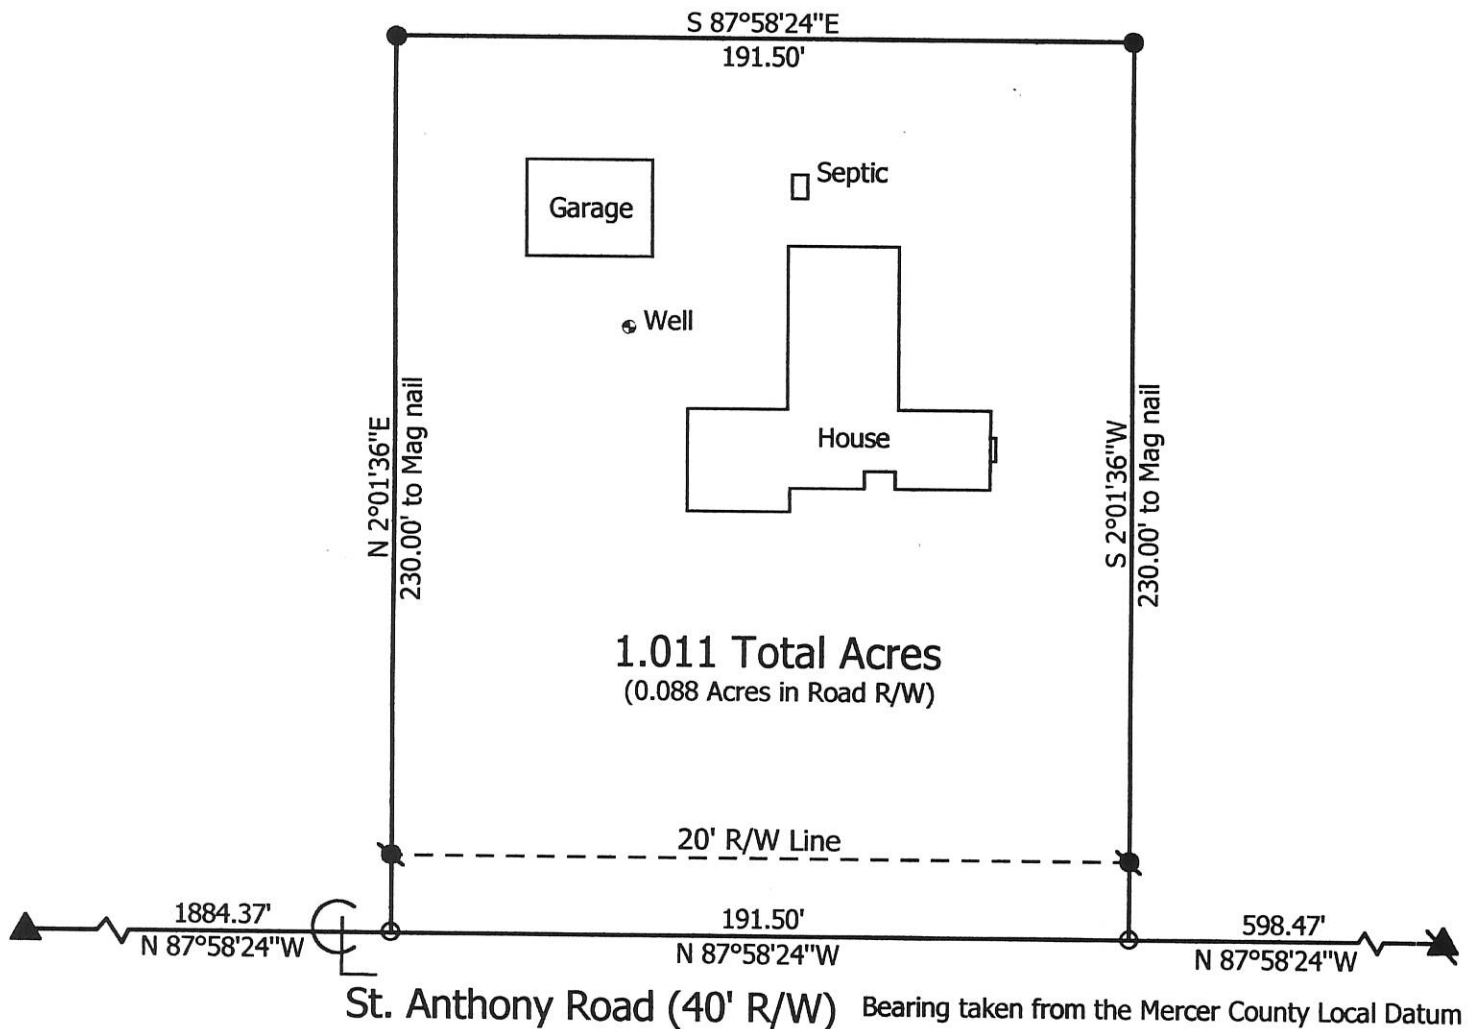 S 87°58'24"E
191.50'
Septic
Garage
Well
House
N 2°01'36"E
230.00' to Mag nail
S 2°01'36"W
230.00' to Mag nail
1.011 Total Acres
(0.088 Acres in Road R/W)
20' R/W Line
1884.37'
N 87°58'24"W
191.50'
N 87°58'24"W
598.47'
N 87°58'24"W
St. Anthony Road (40' R/W)
Bearing taken from the Mercer County Local Datum